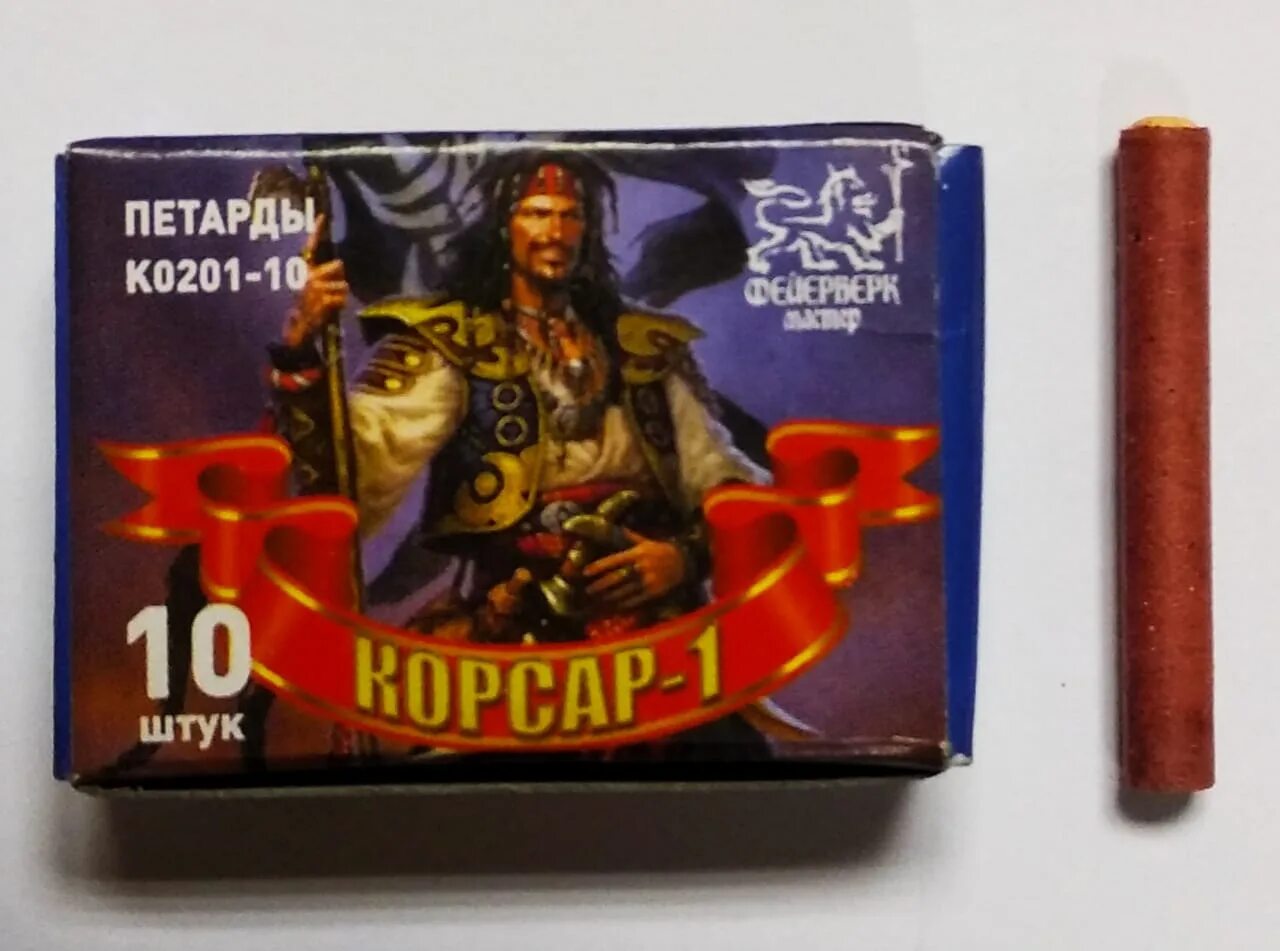 ПЕТАРДЫ
К0201-10
ФЕЙЕРВЕРК
мастер
10
штук
КОРСАР-1